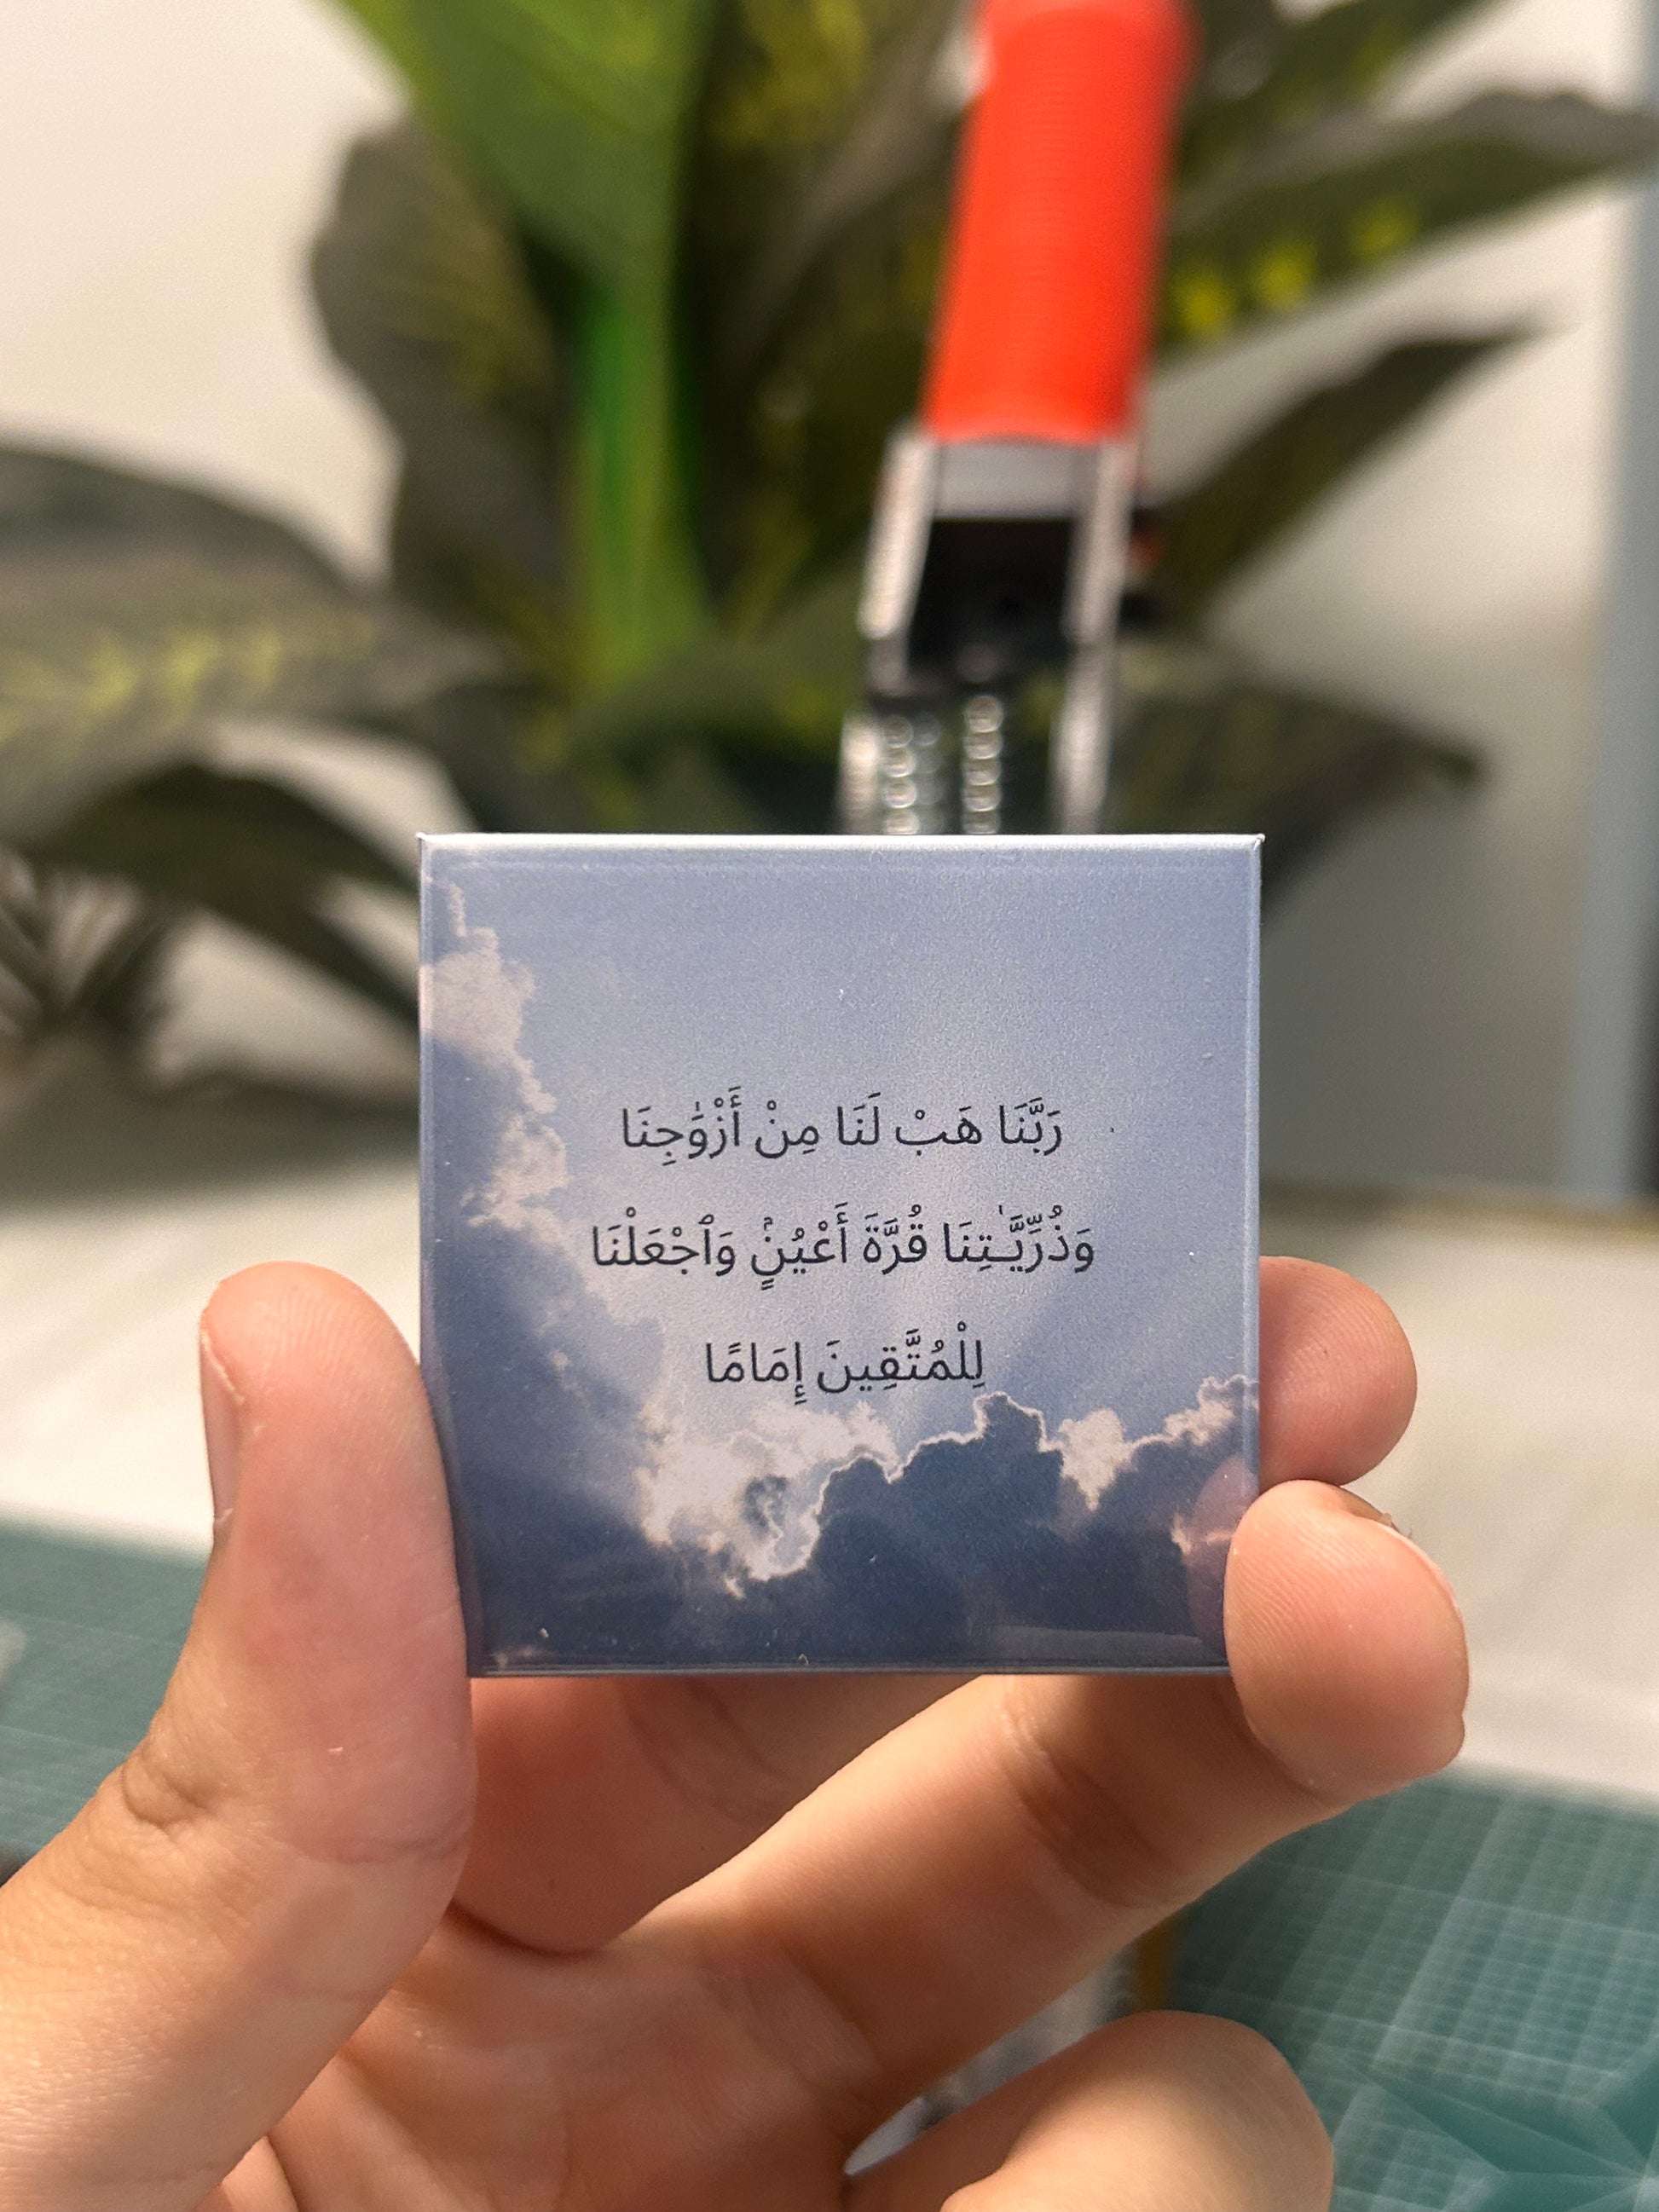 رَبَّنَا هَبْ لَنَا مِنْ أَزْوَٰجِنَا
وَذُرِّيَّـٰتِنَا قُرَّةَ أَعْيُنٍۢ وَٱجْعَلْنَا
لِلْمُتَّقِينَ إِمَامًا